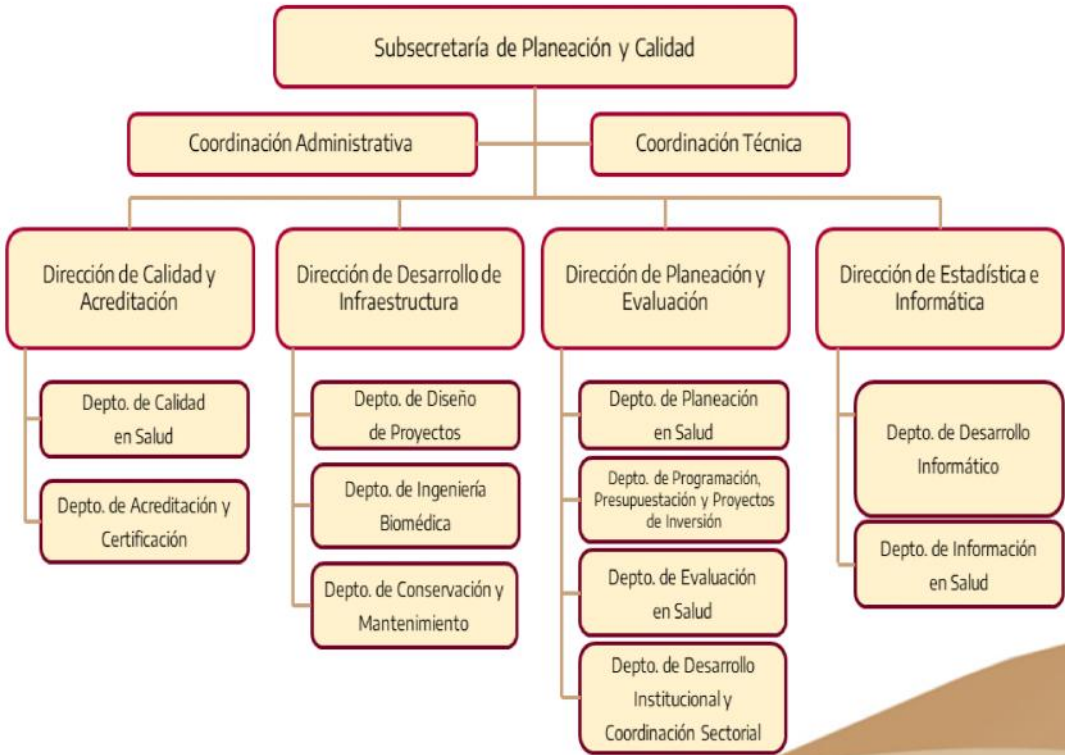 Subsecretaría de Planeación y Calidad
Coordinación Administrativa
Coordinación Técnica
Dirección de Calidad y
Acreditación
Dirección de Desarrollo de
Infraestructura
Dirección de Planeación y
Evaluación
Dirección de Estadística e
Informática
Depto. de Calidad
en Salud
Depto. de Acreditación y
Certificación
Depto. de Diseño
de Proyectos
Depto. de Ingeniería
Biomédica
Depto. de Conservación y
Mantenimiento
Depto. de Planeación
en Salud
Depto. de Programación,
Presupuestación y Proyectos
de Inversión
Depto. de Evaluación
en Salud
Depto. de Desarrollo
Institucional y
Coordinación Sectorial
Depto. de Desarrollo
Informático
Depto. de Información
en Salud